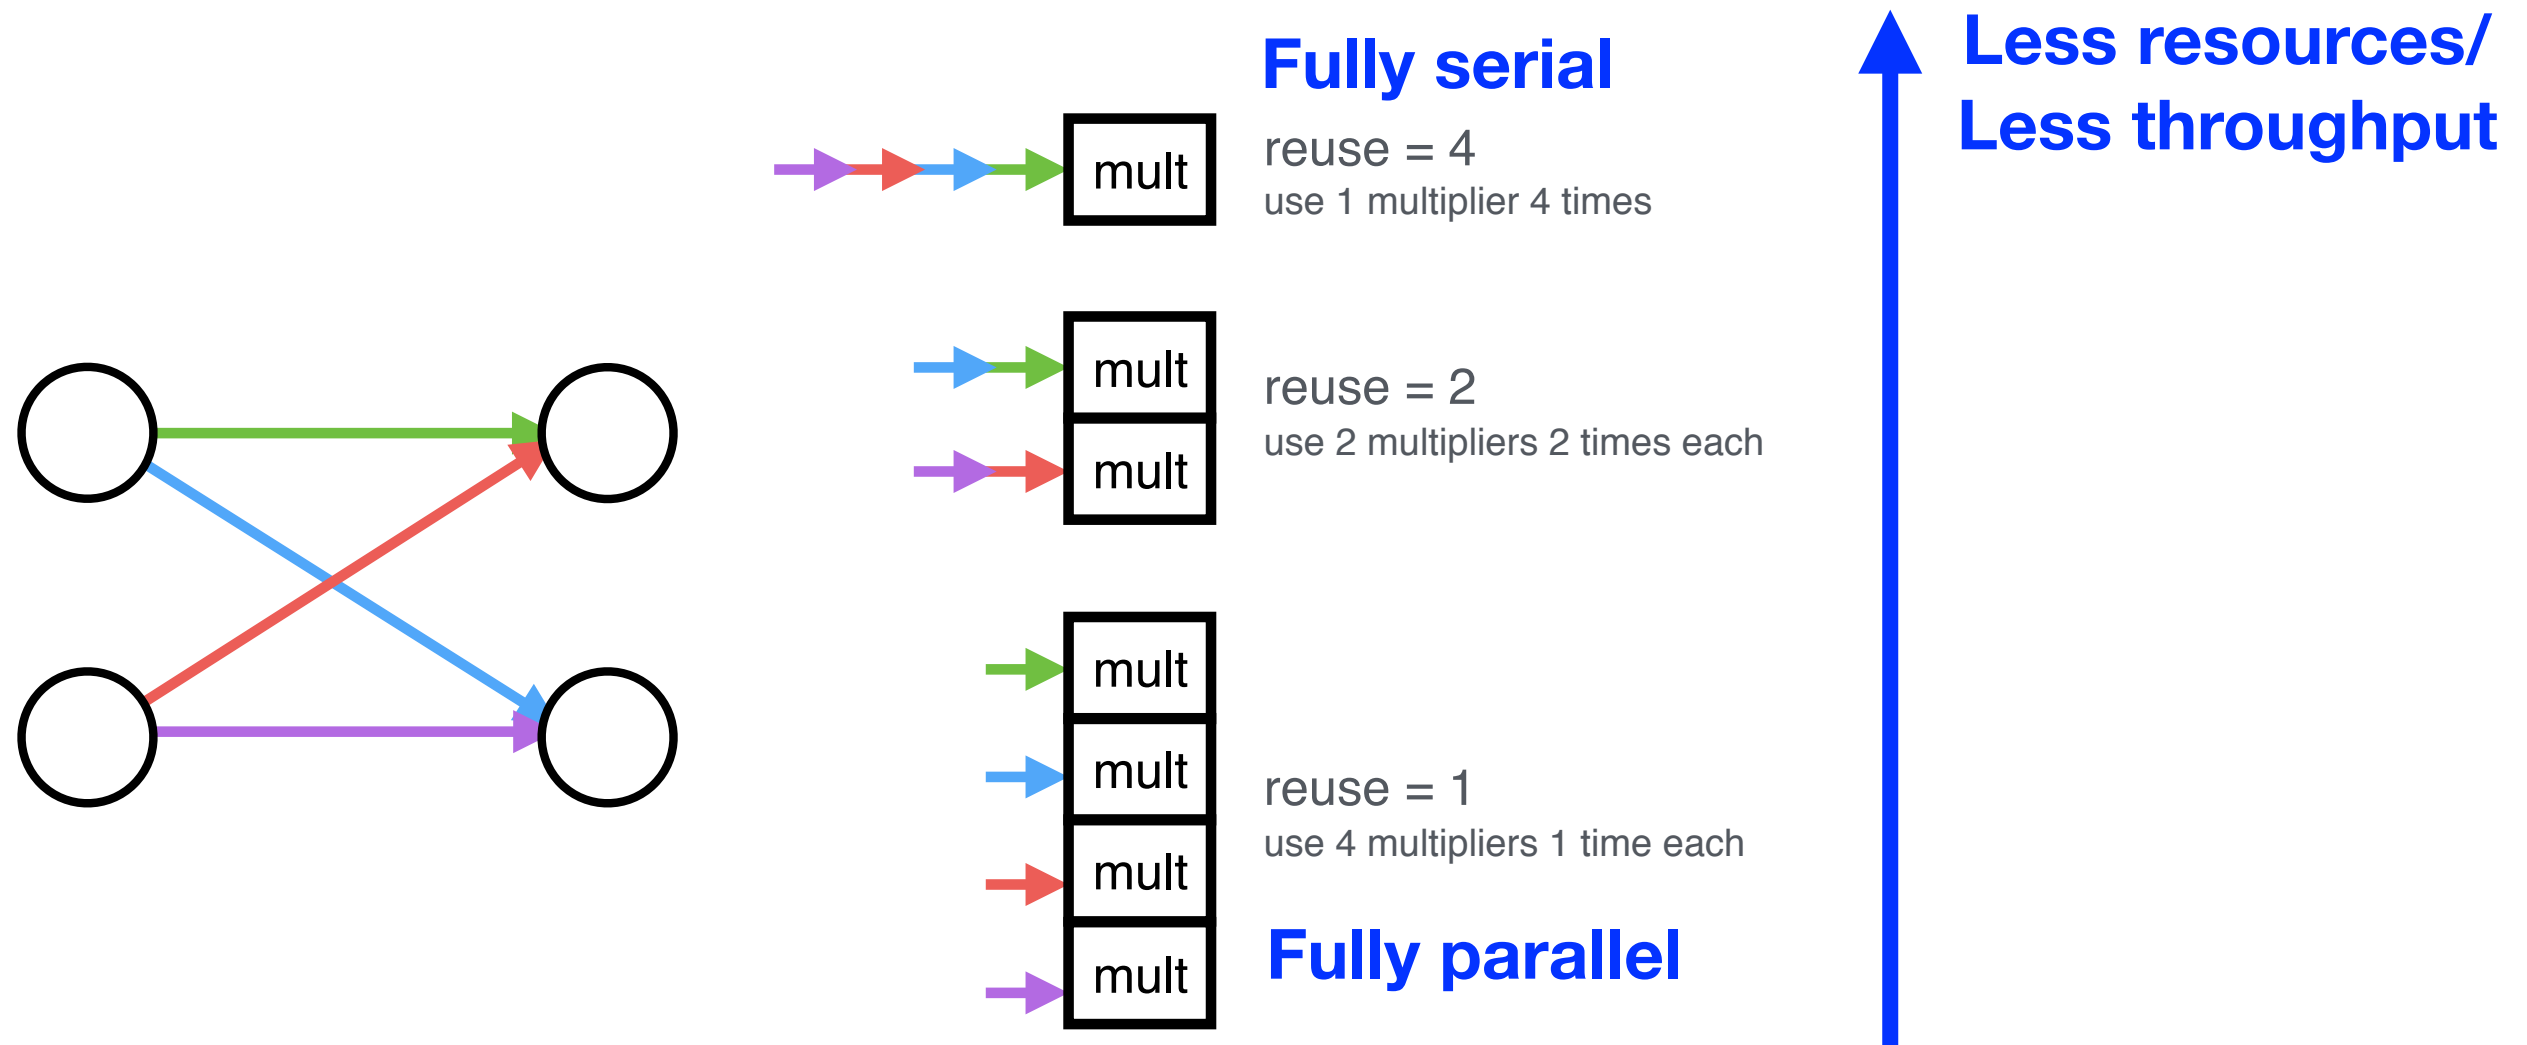 Fully serial
mult
reuse = 4
use 1 multiplier 4 times
mult
mult
reuse = 2
use 2 multipliers 2 times each
mult
mult
mult
mult
reuse = 1
use 4 multipliers 1 time each
Fully parallel
Less resources/
Less throughput